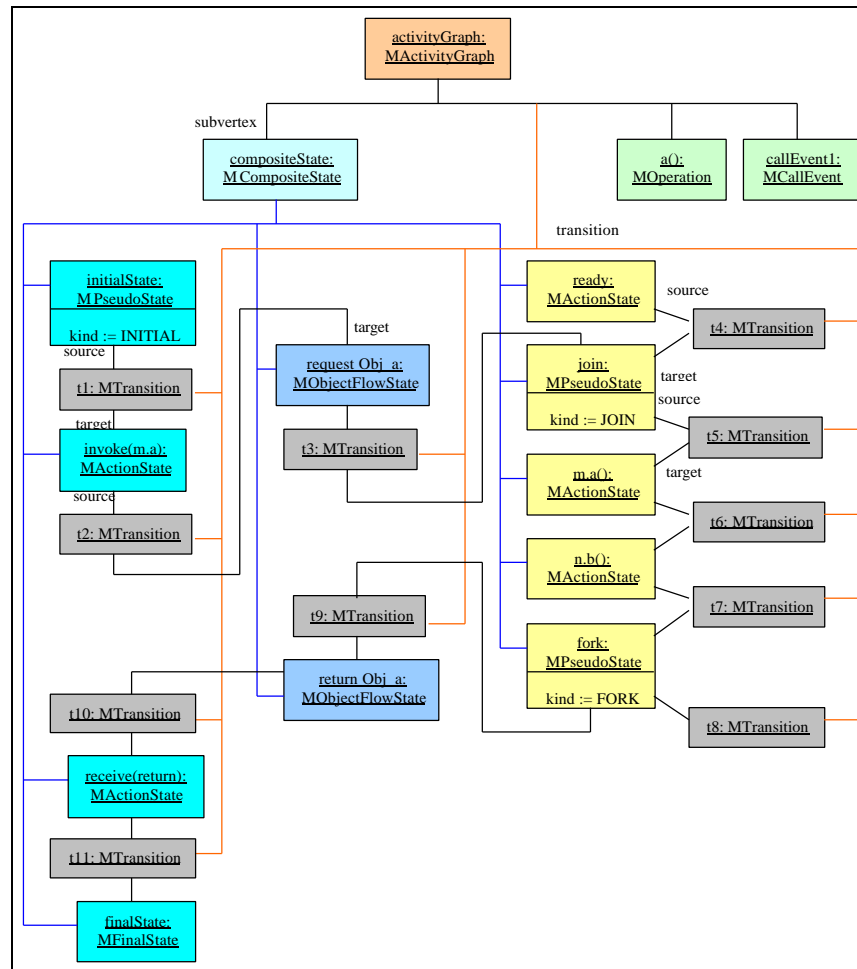 activityGraph:
MActivityGraph
subvertex
compositeState:
MCompositeState
a():
MOperation
callEvent1:
MCallEvent
transition
initialState:
MPseudoState
kind := INITIAL
source
t1: MTransition
target
invoke(m.a):
MActionState
source
t2: MTransition
target
request Obj_a:
MObjectFlowState
t3: MTransition
ready:
MActionState
source
t4: MTransition
join:
MPseudoState
kind := JOIN
target
source
t5: MTransition
target
m.a():
MActionState
t6: MTransition
n.b():
MActionState
t7: MTransition
fork:
MPseudoState
kind := FORK
t8: MTransition
t9: MTransition
return Obj_a:
MObjectFlowState
t10: MTransition
receive(return):
MActionState
t11: MTransition
finalState:
MFinalState